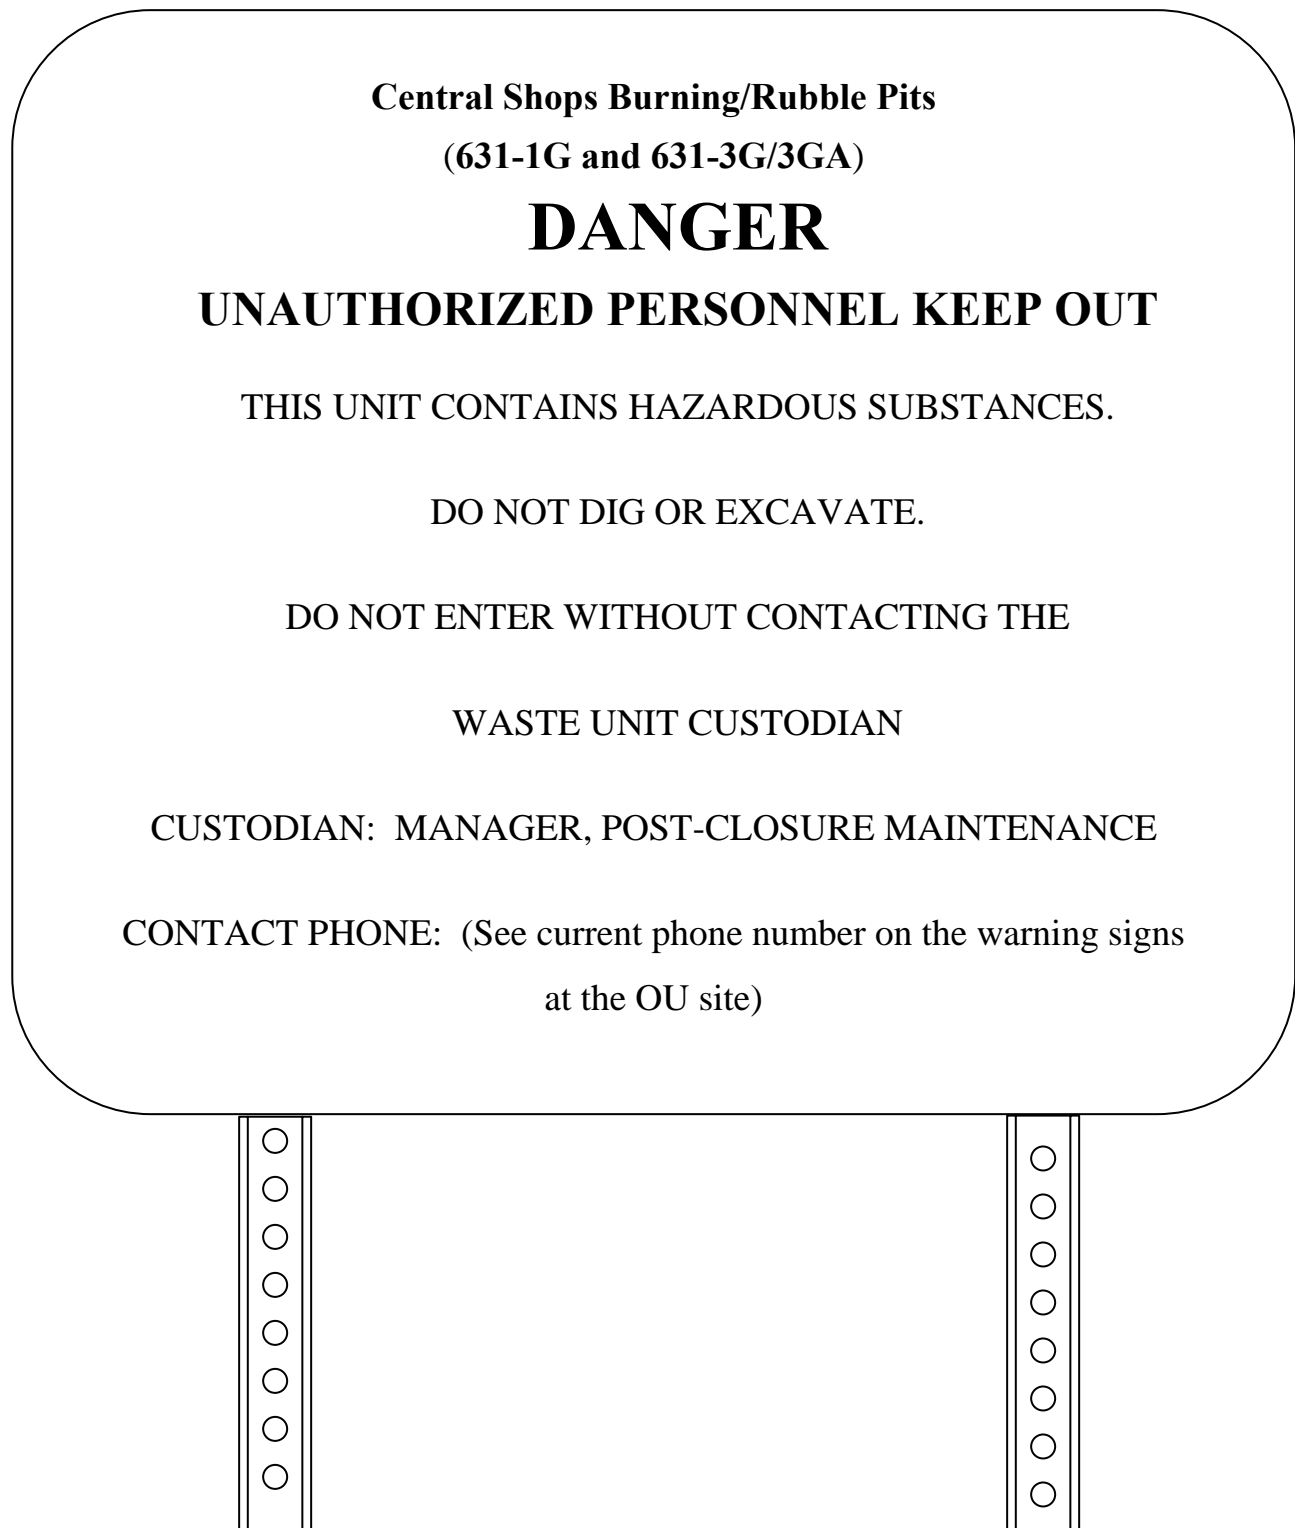 Central Shops Burning/Rubble Pits
(631-1G and 631-3G/3GA)
DANGER
UNAUTHORIZED PERSONNEL KEEP OUT
THIS UNIT CONTAINS HAZARDOUS SUBSTANCES.
DO NOT DIG OR EXCAVATE.
DO NOT ENTER WITHOUT CONTACTING THE
WASTE UNIT CUSTODIAN
CUSTODIAN:  MANAGER, POST-CLOSURE MAINTENANCE
CONTACT PHONE:  (See current phone number on the warning signs
at the OU site)